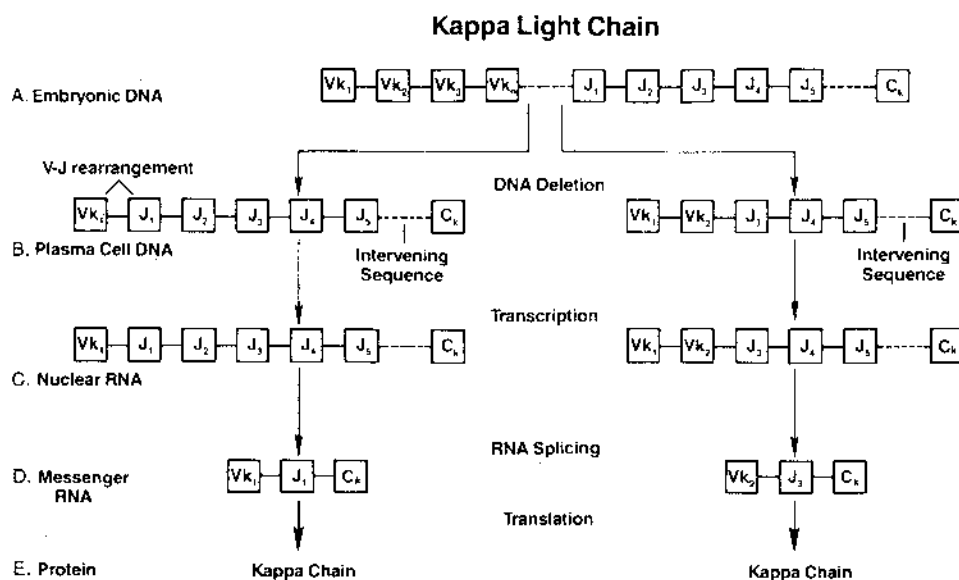 Kappa Light Chain
A. Embryonic DNA
Vk₁ Vk₂ Vk₃ Vkₙ J₁ J₂ J₃ J₄ J₅ Cₖ
V-J rearrangement
DNA Deletion
Vk₁ J₁ J₂ J₃ J₄ J₅ Cₖ
Vk₁ Vk₂ J₃ J₄ J₅ Cₖ
B. Plasma Cell DNA
Intervening
Sequence
Intervening
Sequence
Transcription
Vk₁ J₁ J₂ J₃ J₄ J₅ Cₖ
Vk₁ Vk₂ J₃ J₄ J₅ Cₖ
C. Nuclear RNA
RNA Splicing
D. Messenger
RNA
Vk₁ J₁ Cₖ
Vk₂ J₃ Cₖ
Translation
E. Protein
Kappa Chain
Kappa Chain